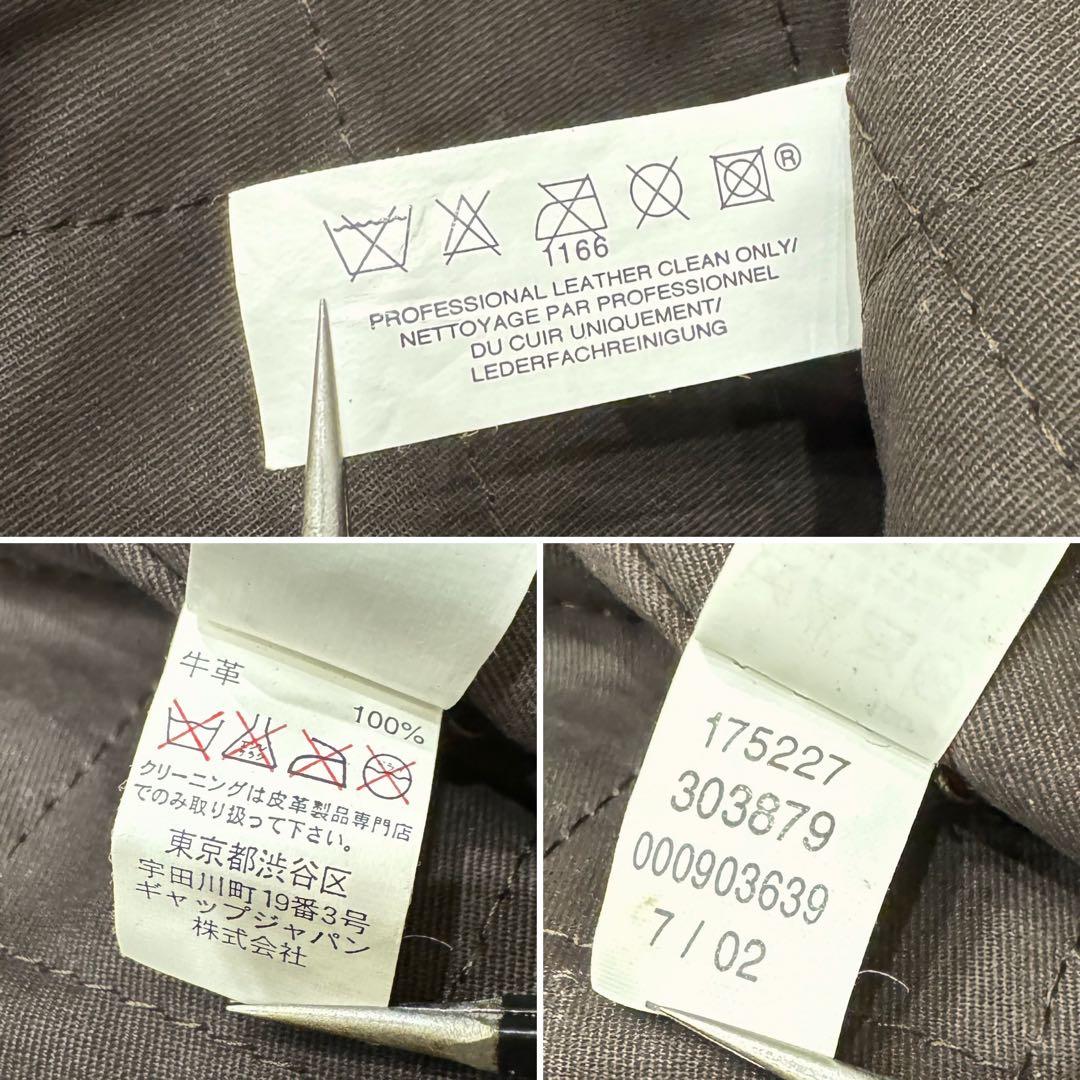 ®
1166
PROFESSIONAL LEATHER CLEAN ONLY/
NETTOYAGE PAR PROFESSIONNEL
DU CUIR UNIQUEMENT/
LEDERFACHREINIGUNG
牛革
100%
クリーニングは皮革製品専門店
でのみ取り扱って下さい。
東京都渋谷区
宇田川町19番3号
ギャップジャパン
株式会社
175227
303879
000903639
7 / 02